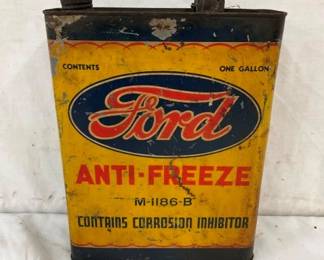 CONTENTS ONE GALLON
Ford
ANTI-FREEZE
M-1186-B
CONTAINS CORROSION INHIBITOR